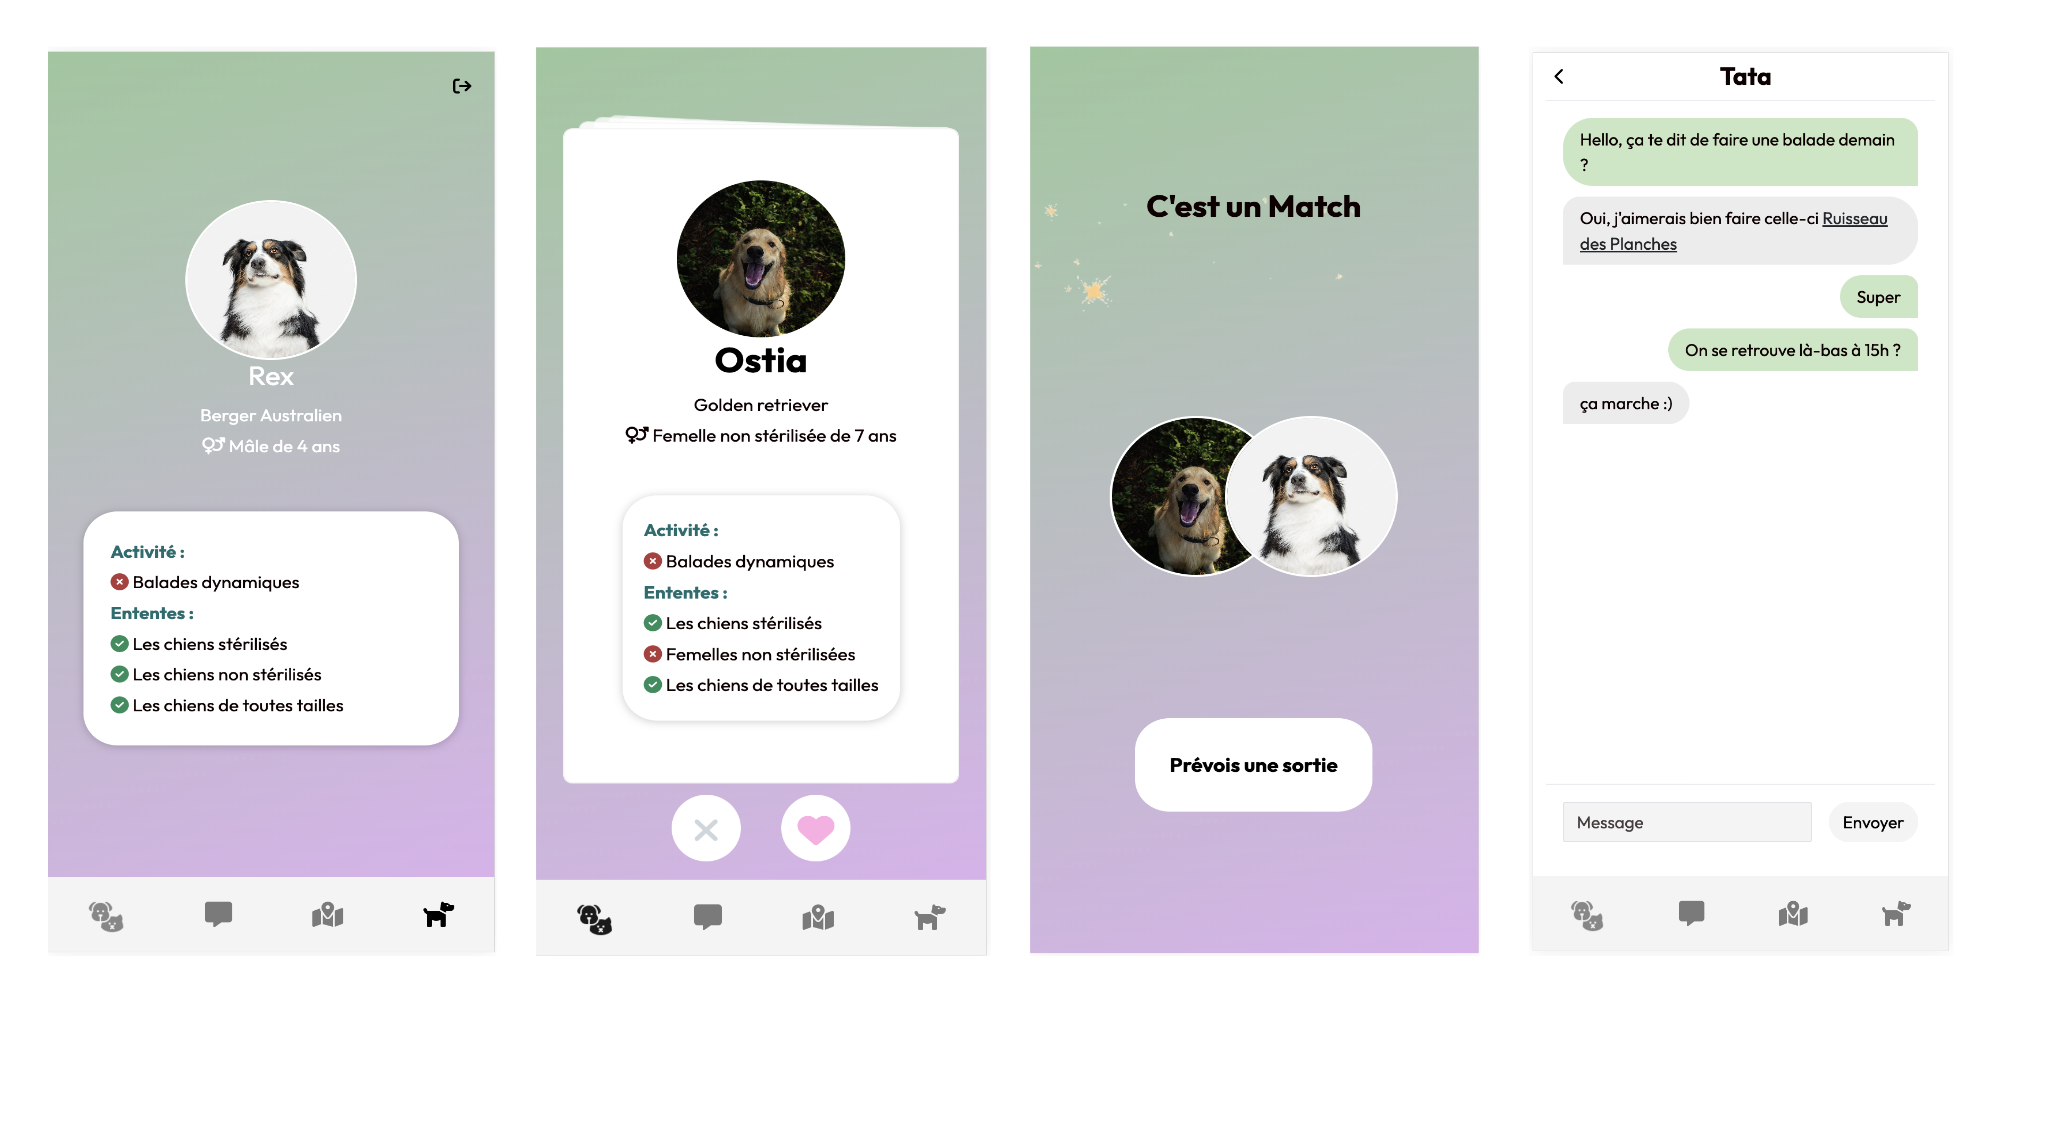 Rex
Berger Australien
Mâle de 4 ans
Activité :
Balades dynamiques
Ententes :
Les chiens stérilisés
Les chiens non stérilisés
Les chiens de toutes tailles
Ostia
Golden retriever
Femelle non stérilisée de 7 ans
Activité :
Balades dynamiques
Ententes :
Les chiens stérilisés
Femelles non stérilisées
Les chiens de toutes tailles
C'est un Match
Prévois une sortie
Tata
Hello, ça te dit de faire une balade demain
?
Oui, j'aimerais bien faire celle-ci Ruisseau
des Planches
Super
On se retrouve là-bas à 15h ?
ça marche :)
Message
Envoyer